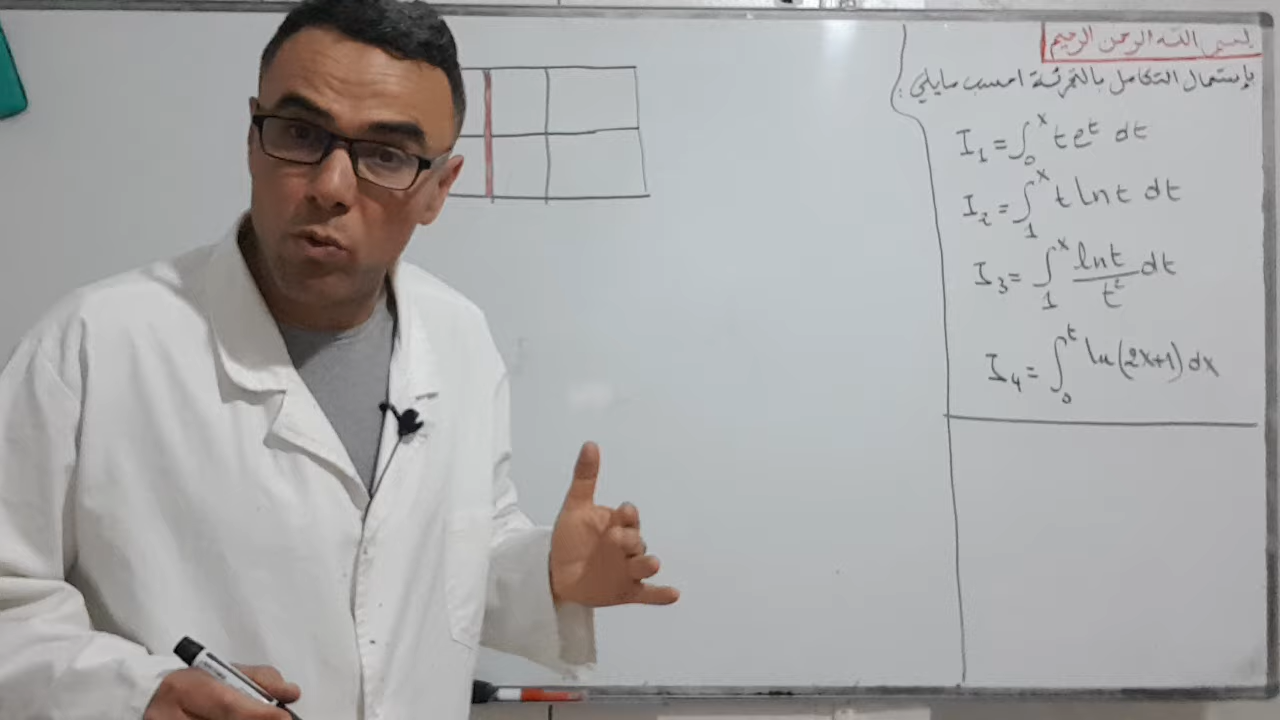 بسم الله الرحمن الرحيم
بإستعمال التكامل بالتجزئة احسب مايلي :
I₁ = ∫₀ˣ t eᵗ dt
I₂ = ∫₁ˣ t ln t dt
I₃ = ∫₁ˣ ln t / t² dt
I₄ = ∫₀ᵗ ln(2x+1) dx